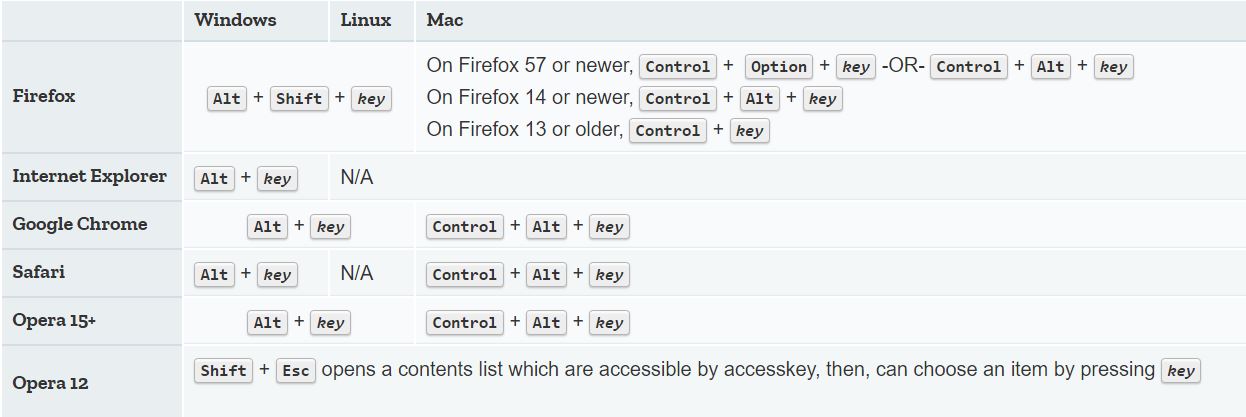 Windows Linux Mac
Firefox
Alt + Shift + key
On Firefox 57 or newer, Control + Option + key -OR- Control + Alt + key
On Firefox 14 or newer, Control + Alt + key
On Firefox 13 or older, Control + key
Internet Explorer Alt + key N/A
Google Chrome Alt + key Control + Alt + key
Safari Alt + key N/A Control + Alt + key
Opera 15+ Alt + key Control + Alt + key
Opera 12 Shift + Esc opens a contents list which are accessible by accesskey, then, can choose an item by pressing key